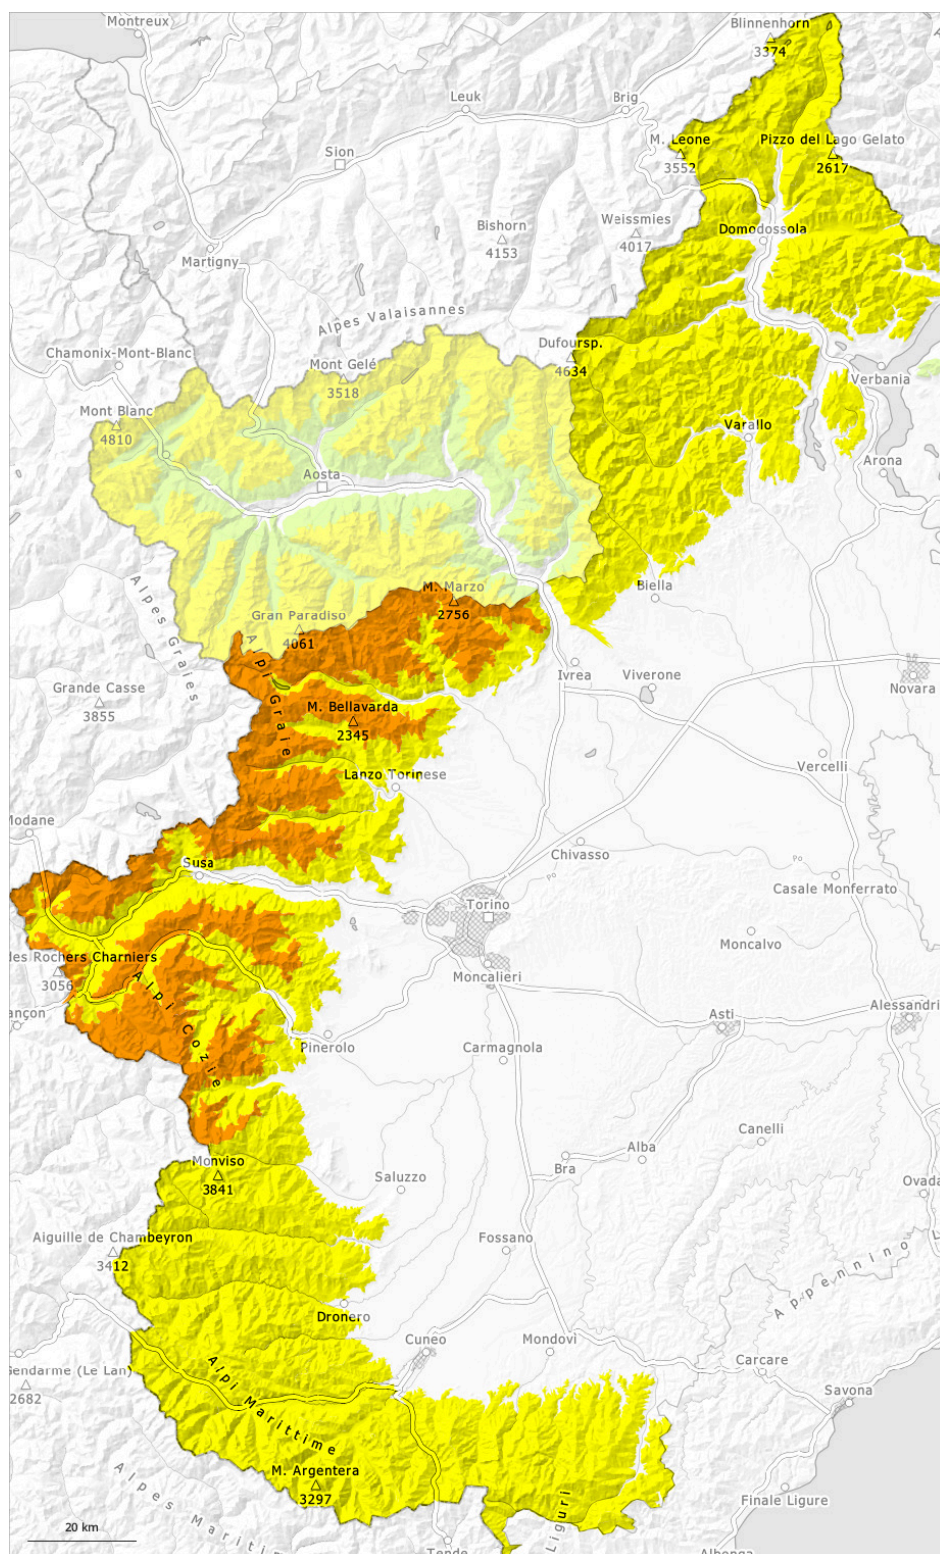 Montreux
Blinnenhorn
3374
Leuk
Brig
M. Leone
3552
Pizzo del Lago Gelato
2617
Sion
Bishorn
4153
Weissmies
4017
Domodossola
Martigny
Alpes Valaisannes
Chamonix-Mont-Blanc
Mont Gelé
3518
Dufoursp.
4634
Verbania
Mont Blanc
4810
Varallo
Aosta
Arona
Alpes Graies
M. Marzo
2756
Biella
Gran Paradiso
4061
Alpi Graie
Ivrea
Viverone
Novara
Grande Casse
3855
M. Bellavarda
2345
Vercelli
Lanzo Torinese
Modane
Chivasso
Po
Po
Susa
Casale Monferrato
Torino
Moncalvo
des Rochers Charniers
3056
Moncalieri
Alpi Cozie
ançon
Asti
Alessandri
Pinerolo
Carmagnola
Canelli
Alba
Bra
Monviso
3841
Saluzzo
Ovada
Aiguille de Chambeyron
3412
Fossano
Appennino L
Dronero
Cuneo
Mondovì
Gendarme (Le Lan)
2682
Carcare
Alpi Marittime
Savona
M. Argentera
3297
Alpes Mariti
Liguri
Finale Ligure
20 km
Tende
Albenga